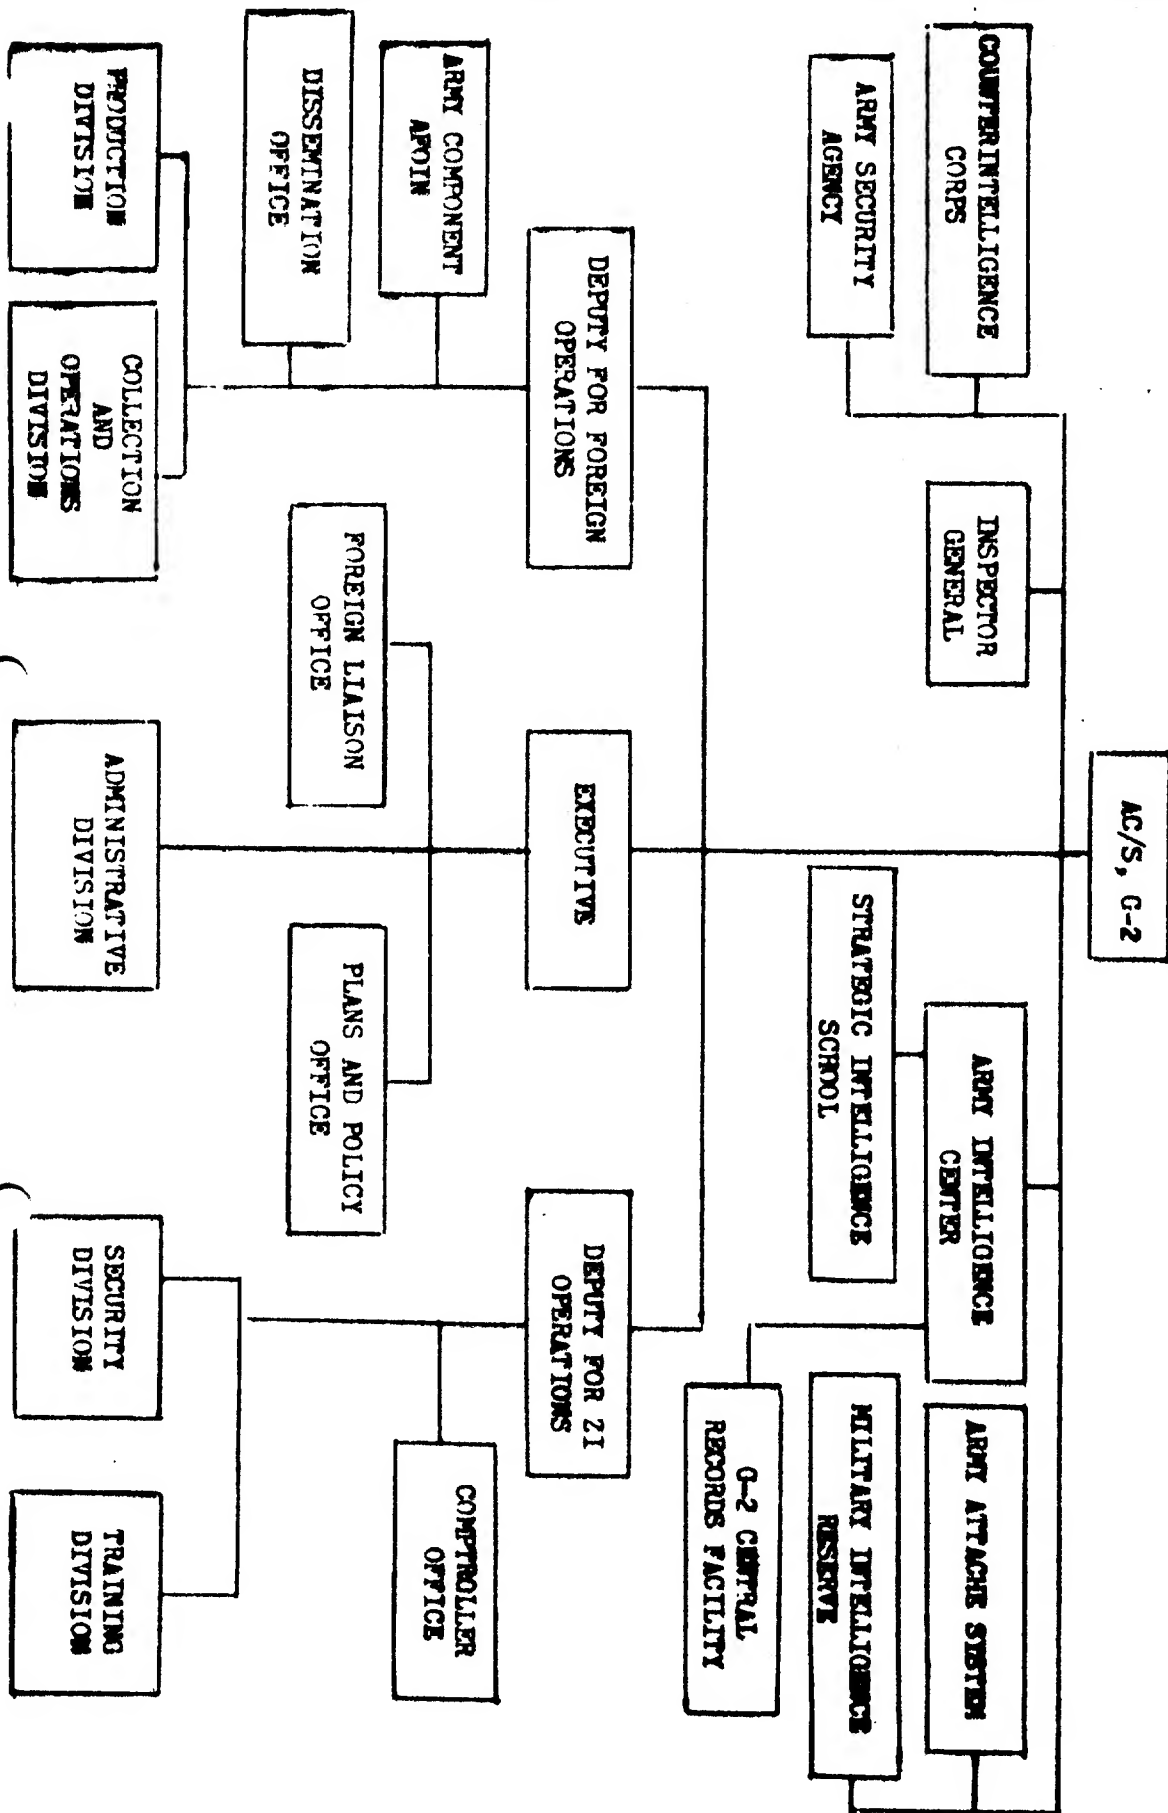 AC/S, G-2
COUNTERINTELLIGENCE
CORPS
ARMY SECURITY
AGENCY
INSPECTOR
GENERAL
ARMY INTELLIGENCE
CENTER
STRATEGIC INTELLIGENCE
SCHOOL
G-2 CENTRAL
RECORDS FACILITY
ARMY ATTACHE SYSTEM
MILITARY INTELLIGENCE
RESERVE
DEPUTY FOR FOREIGN
OPERATIONS
EXECUTIVE
DEPUTY FOR ZI
OPERATIONS
ARMY COMPONENT
AFOIN
DISSEMINATION
OFFICE
FOREIGN LIAISON
OFFICE
PLANS AND POLICY
OFFICE
COMPTROLLER
OFFICE
PRODUCTION
DIVISION
COLLECTION
AND
OPERATIONS
DIVISION
ADMINISTRATIVE
DIVISION
SECURITY
DIVISION
TRAINING
DIVISION